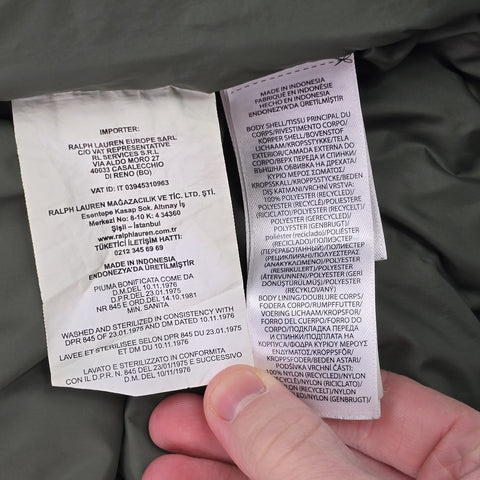 IMPORTER:
RALPH LAUREN EUROPE SARL
C/O VAT REPRESENTATIVE
RL SERVICES S.R.L
VIA ALDO MORO 27
40033 CASALECCHIO
DI RENO (BO)
VAT ID: IT 03945310963
RALPH LAUREN MAĞAZACILIK VE TİC. LTD. ŞTİ.
Esentepe Kasap Sok. Altınay İş
Merkezi No: 8-10 K: 4 34360
Şişli – İstanbul
www.ralphlauren.com.tr
TÜKETİCİ İLETİŞİM HATTI:
0212 345 69 69
MADE IN INDONESIA
ENDONEZYA'DA ÜRETİLMİŞTİR
PIUMA BONIFICATA COME DA
D.M. DEL 10.11.1976
D.P.R. DEL 23.01.1975
NR 845 E ORD. DEL 14.10.1981
MIN. SANITA
WASHED AND STERILIZED IN CONSISTENCY WITH
DPR 845 OF 23.01.1975 AND DM DATED 10.11.1976
LAVEE ET STERILISEE SELON DPR 845 DU 23.01.1975
ET DM DU 10.11.1976
LAVATO E STERILIZZATO IN CONFORMITA
CON IL D.P.R. N. 845 DEL 23.01.1975 E SUCCESSIVO
D.M. DEL 10/11/1976
MADE IN INDONESIA
FABRIQUÉ EN INDONÉSIE
HECHO EN INDONESIA
ENDONEZYA'DA ÜRETİLMİŞTİR
BODY SHELL/TISSU PRINCIPAL DU
CORPS/RIVESTIMENTO CORPO/
KÖRPER SHELL/BOVENSTOF
LICHAAM/KROPSSTYKKE/TELA
EXTERIOR/CAMADA EXTERNA DO
CORPO/ВЕРХ ПЕРЕДА И СПИНКИ/
ВЪНШНА ОБВИВКА НА ДРЕХАТА/
ΚΥΡΙΟ ΜΕΡΟΣ ΣΩΜΑΤΟΣ/
KROPPSSKALL/KROPPSSTYCKE/BEDEN
DIŞ KATMANI VRCHNÍ ČÁSTI:
100% POLYESTER (RECYCLED)/POLYESTER
(RECYCLÉ)/POLIESTERE
(RICICLATO)/POLYESTER
(RECYCELT)/POLYESTER
(GERECYCLED)/POLYESTER
(GENBRUGT)/
poliéster (reciclado)/POLIÉSTER
(RECICLADO)/ПОЛИЭСТЕР
(ПЕРЕРАБОТАННЫЙ)/ПОЛИЕСТЕР
(РЕЦИКЛИРАН)/ΠΟΛΥΕΣΤΕΡΑΣ
(ΑΝΑΚΥΚΛΩΜΕΝΟ)/POLYESTER
(RESIRKULERT)/POLYESTER
(ÅTERVUNNEN)/POLYESTER
(GERİ DÖNÜŞTÜRÜLMÜŞ)/POLYESTER
(RECYKLOVANÝ)
BODY LINING/DOUBLURE CORPS/
FODERA CORPO/RUMPFFUTTER/
VOERING LICHAAM/KROPSFOR/
FORRO DEL CUERPO/FORRO DO
CORPO/ПОДКЛАДКА ПЕРЕДА
И СПИНКИ/ПОДПЛАТА НА
КОРПУСА/ΦΟΔΡΑ ΚΥΡΙΟΥ ΜΕΡΟΥΣ
ΕΝΔΥΜΑΤΟΣ/KROPPSFÔR/
KROPPSFODER/BEDEN ASTARI/
PODŠÍVKA VRCHNÍ ČÁSTI:
100% NYLON (RECYCLED)/NYLON
(RECYCLÉ)/NYLON (RICICLATO)/
NYLON (RECYCELT)/NYLON
(GERECYCLED)/NYLON (GENBRUGT)/